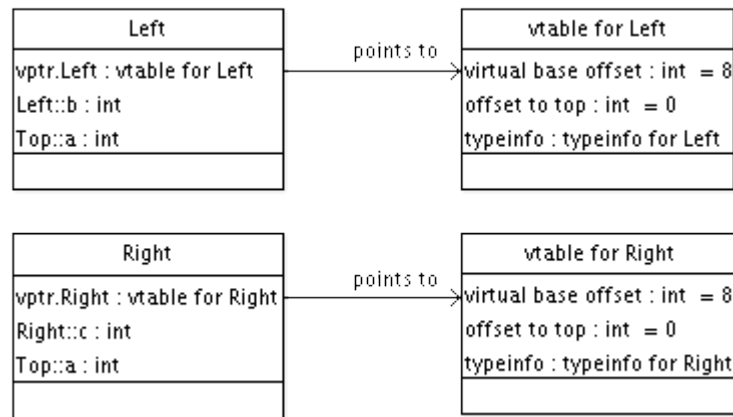 Left
vptr.Left : vtable for Left
Left::b : int
Top::a : int
points to
vtable for Left
virtual base offset : int = 8
offset to top : int = 0
typeinfo : typeinfo for Left
Right
vptr.Right : vtable for Right
Right::c : int
Top::a : int
points to
vtable for Right
virtual base offset : int = 8
offset to top : int = 0
typeinfo : typeinfo for Right